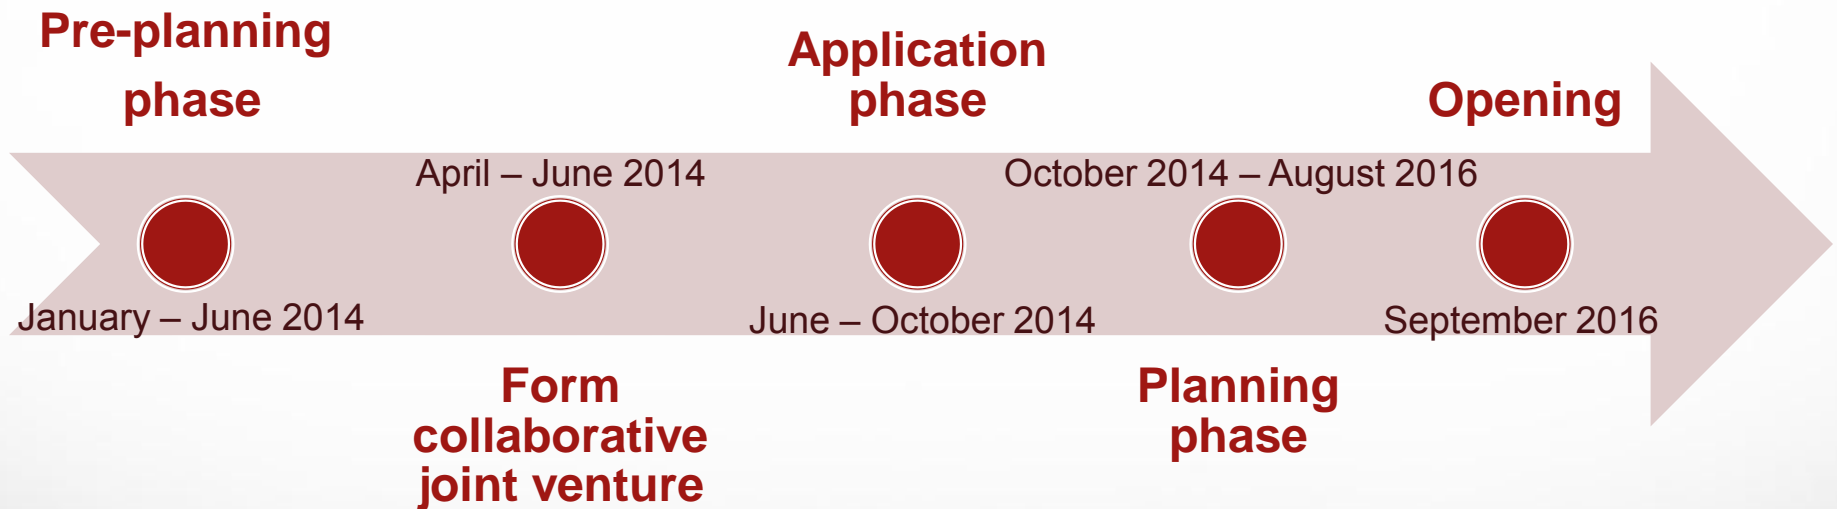 Pre-planning
phase
January – June 2014
April – June 2014
Form
collaborative
joint venture
Application
phase
June – October 2014
October 2014 – August 2016
Planning
phase
Opening
September 2016